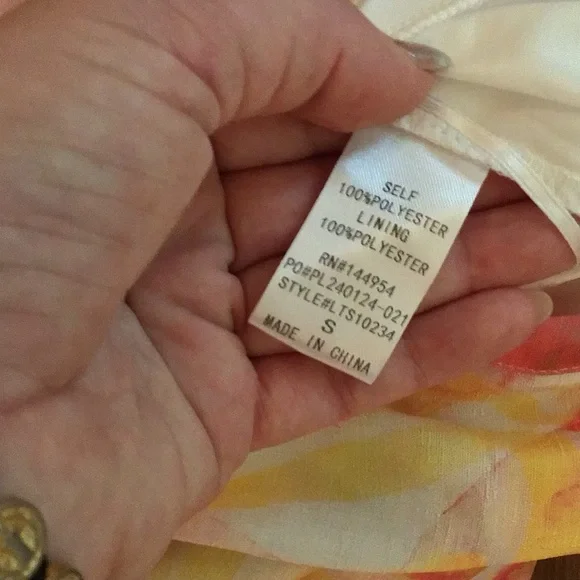 SELF
100%POLYESTER
LINING
100%POLYESTER
RN#144954
PO#PL240124-021
STYLE#LTS10234
S
MADE IN CHINA